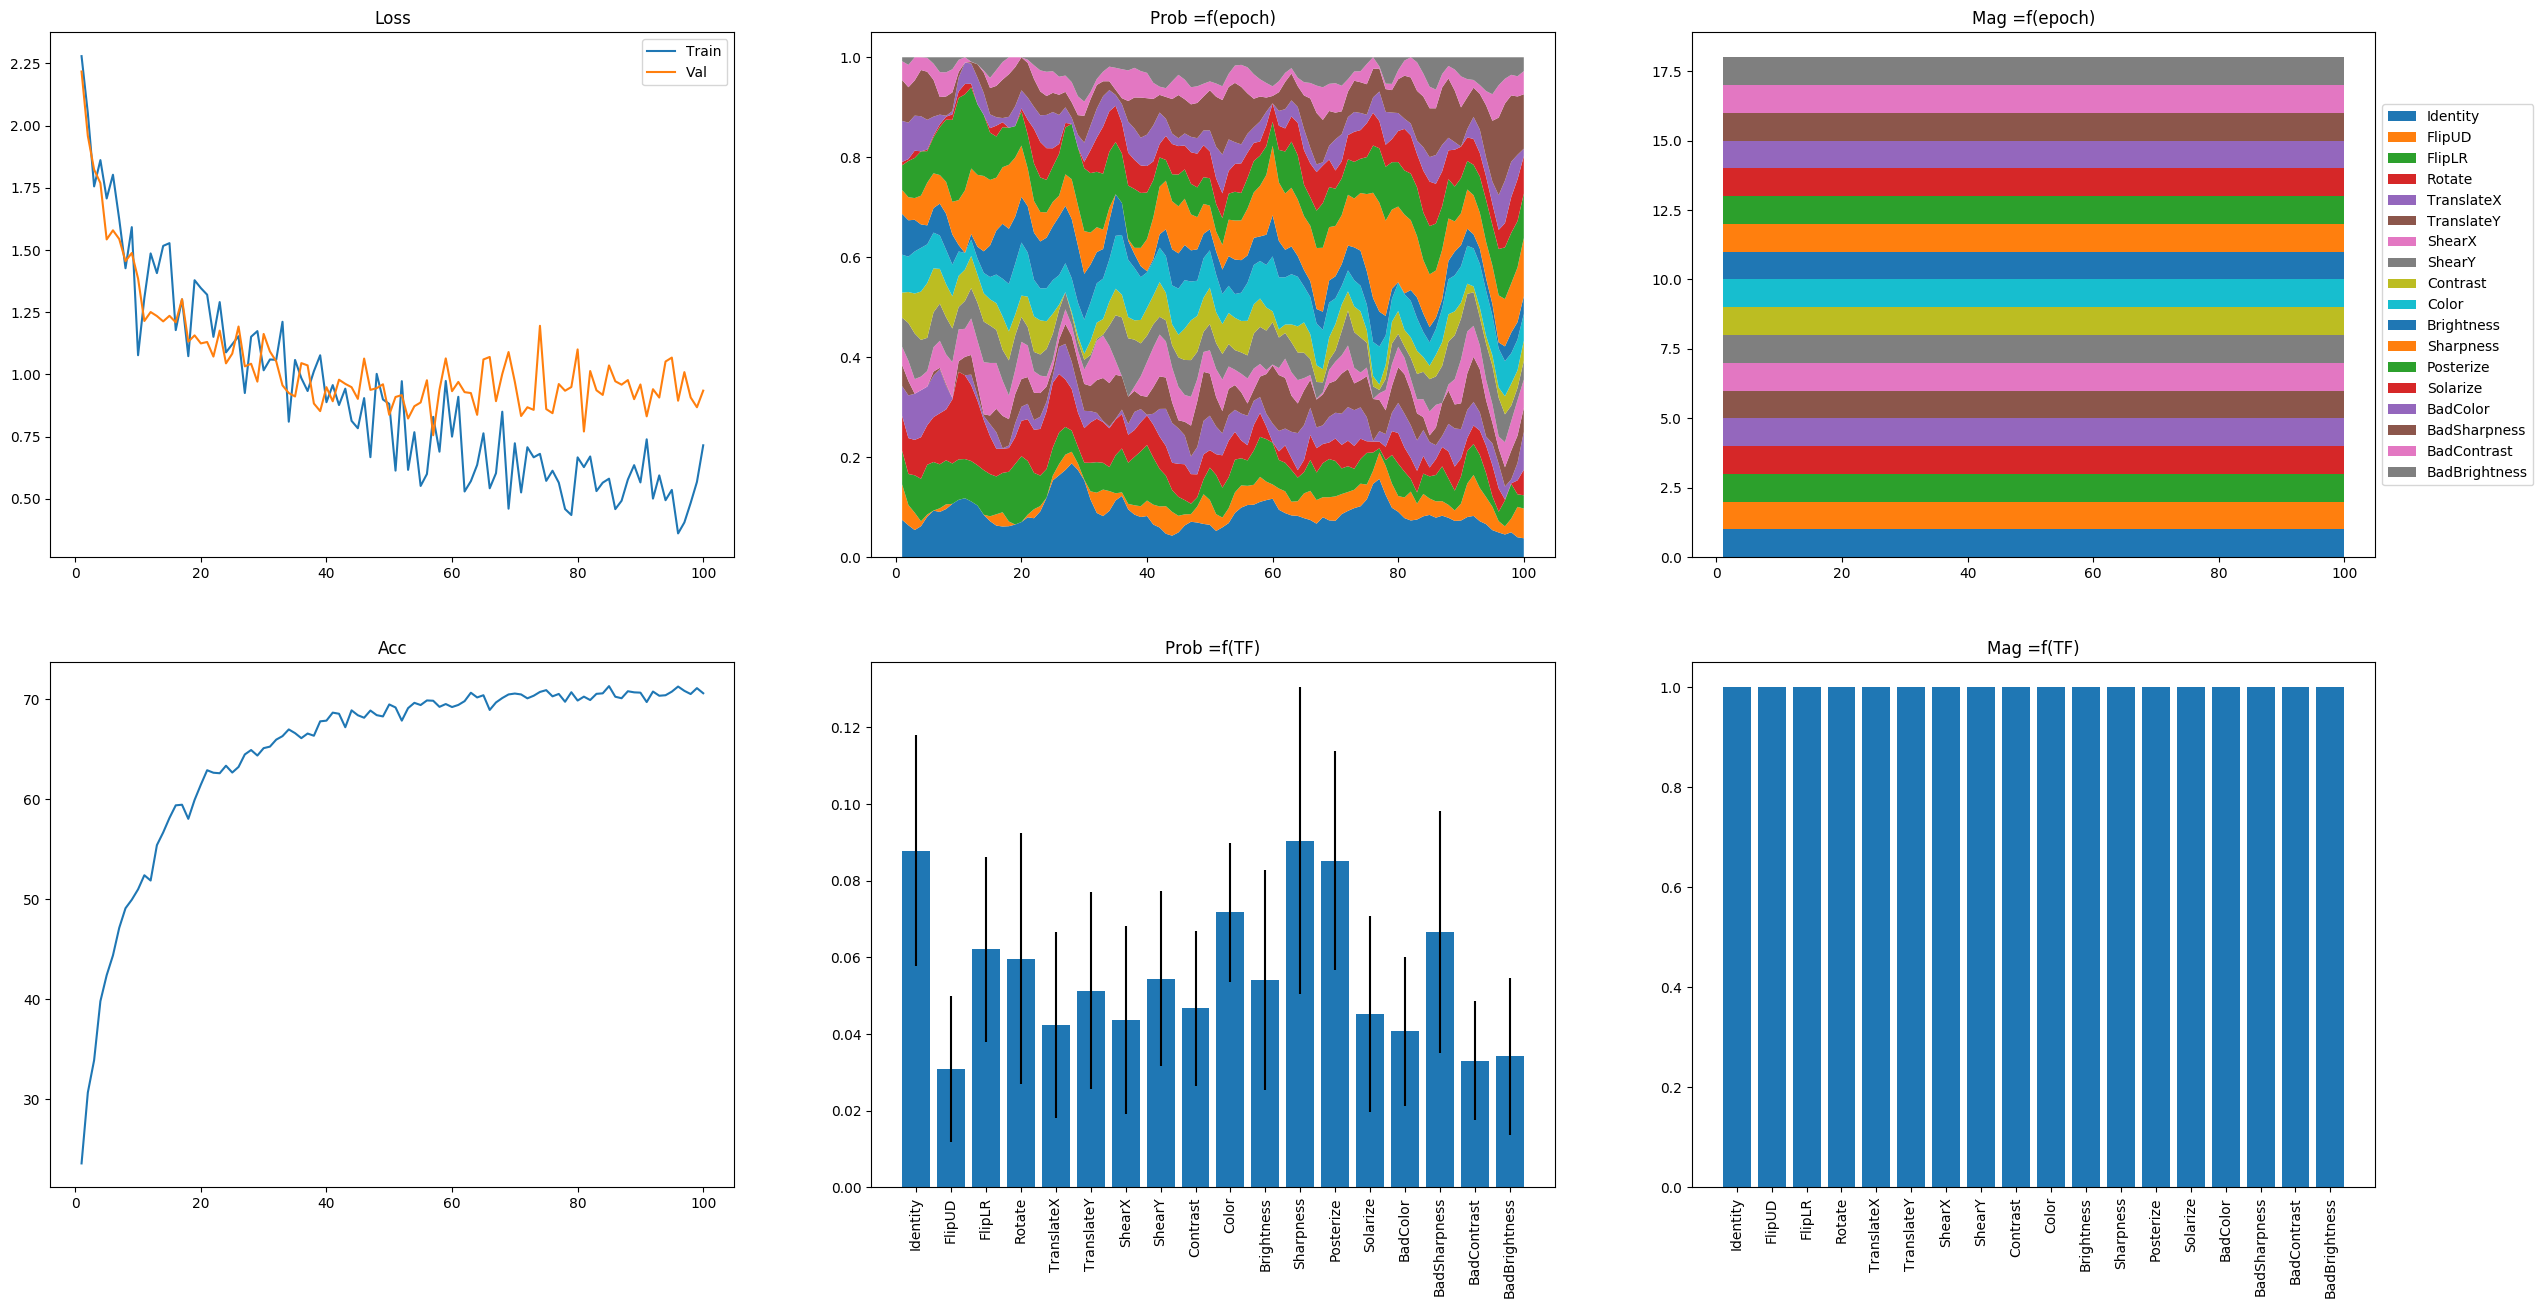 Loss
2.25
2.00
1.75
1.50
1.25
1.00
0.75
0.50
0 20 40 60 80 100
Train
Val
Prob =f(epoch)
1.0
0.8
0.6
0.4
0.2
0.0
0 20 40 60 80 100
Mag =f(epoch)
17.5
15.0
12.5
10.0
7.5
5.0
2.5
0.0
0 20 40 60 80 100
Identity
FlipUD
FlipLR
Rotate
TranslateX
TranslateY
ShearX
ShearY
Contrast
Color
Brightness
Sharpness
Posterize
Solarize
BadColor
BadSharpness
BadContrast
BadBrightness
Acc
70
60
50
40
30
0 20 40 60 80 100
Prob =f(TF)
0.12
0.10
0.08
0.06
0.04
0.02
0.00
Identity
FlipUD
FlipLR
Rotate
TranslateX
TranslateY
ShearX
ShearY
Contrast
Color
Brightness
Sharpness
Posterize
Solarize
BadColor
BadSharpness
BadContrast
BadBrightness
Mag =f(TF)
1.0
0.8
0.6
0.4
0.2
0.0
Identity
FlipUD
FlipLR
Rotate
TranslateX
TranslateY
ShearX
ShearY
Contrast
Color
Brightness
Sharpness
Posterize
Solarize
BadColor
BadSharpness
BadContrast
BadBrightness